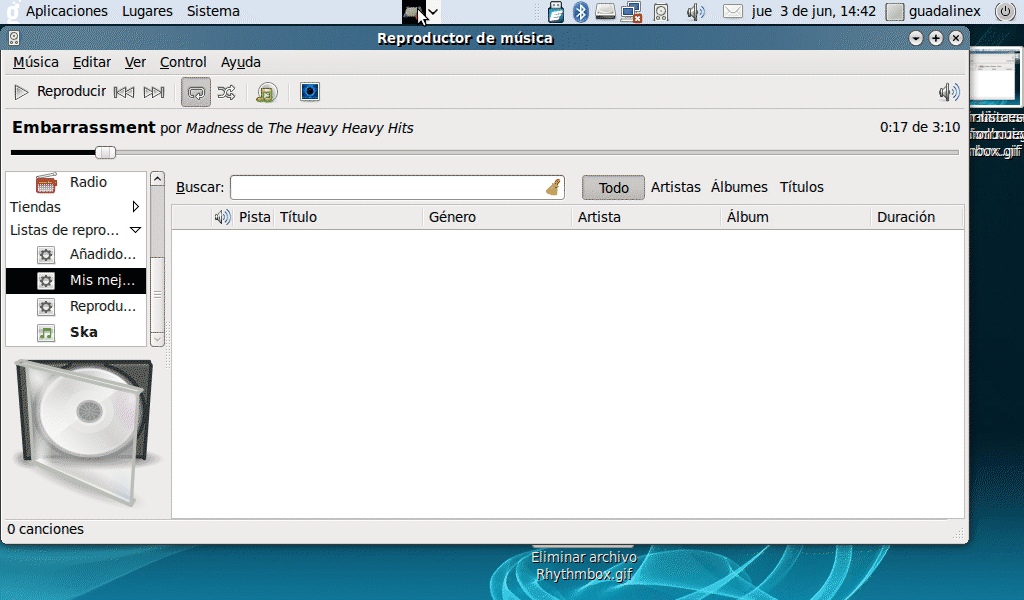 Aplicaciones Lugares Sistema jue 3 de jun, 14:42 guadalinex
Reproductor de música
Música Editar Ver Control Ayuda
Reproducir
Embarrassment por Madness de The Heavy Heavy Hits 0:17 de 3:10
Radio
Tiendas
Listas de repro...
Añadido...
Mis mej...
Reprodu...
Ska
Buscar: Todo Artistas Álbumes Títulos
Pista Título Género Artista Álbum Duración
0 canciones
Eliminar archivo
Rhythmbox.gif